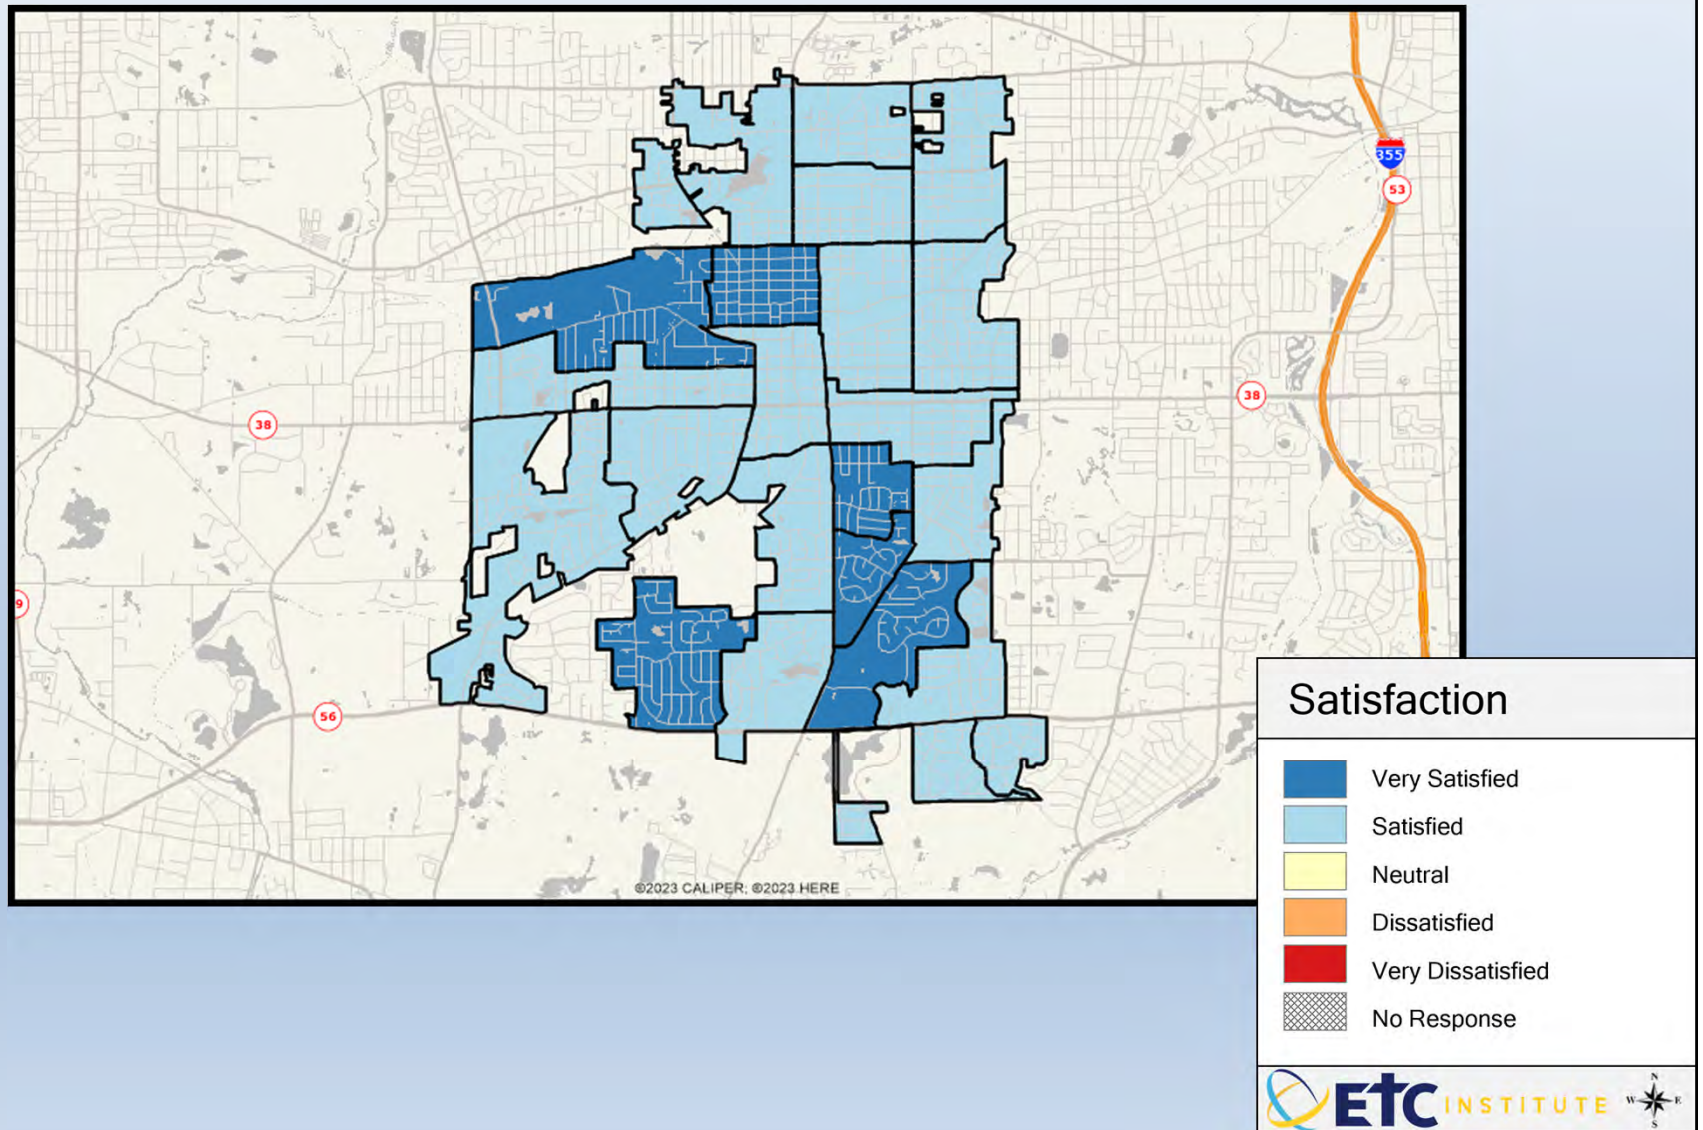 355
53
38
38
9
56
©2023 CALIPER; ©2023 HERE
Satisfaction
Very Satisfied
Satisfied
Neutral
Dissatisfied
Very Dissatisfied
No Response
ETC INSTITUTE
N
W E
S